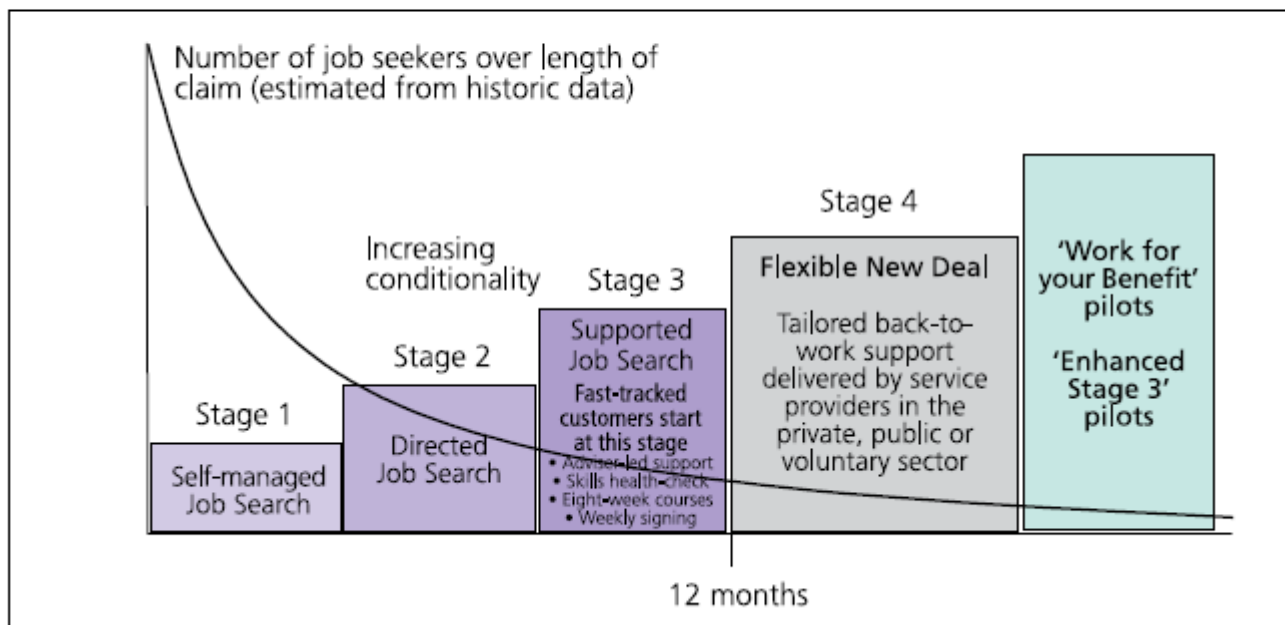 Number of job seekers over length of
claim (estimated from historic data)
Stage 1
Self-managed
Job Search
Increasing
conditionality
Stage 2
Directed
Job Search
Stage 3
Supported
Job Search
Fast-tracked
customers start
at this stage
• Adviser-led support
• Skills health-check
• Eight-week courses
• Weekly signing
Stage 4
Flexible New Deal
Tailored back-to-
work support
delivered by service
providers in the
private, public or
voluntary sector
'Work for
your Benefit'
pilots
'Enhanced
Stage 3'
pilots
12 months